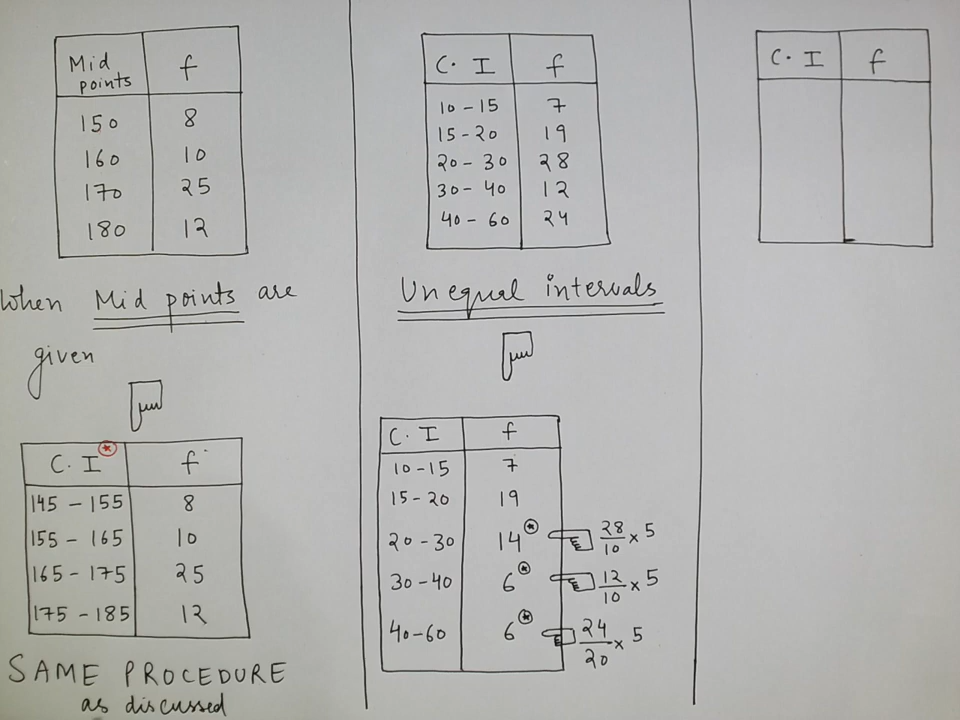 Mid points f
150 8
160 10
170 25
180 12
When Mid points are
given
C. I* f
145 - 155 8
155 - 165 10
165 - 175 25
175 - 185 12
SAME PROCEDURE
as discussed
C. I f
10 - 15 7
15 - 20 19
20 - 30 28
30 - 40 12
40 - 60 24
Unequal intervals
C. I f
10 - 15 7
15 - 20 19
20 - 30 14* 28/10 x 5
30 - 40 6* 12/10 x 5
40 - 60 6* 24/20 x 5
C. I f